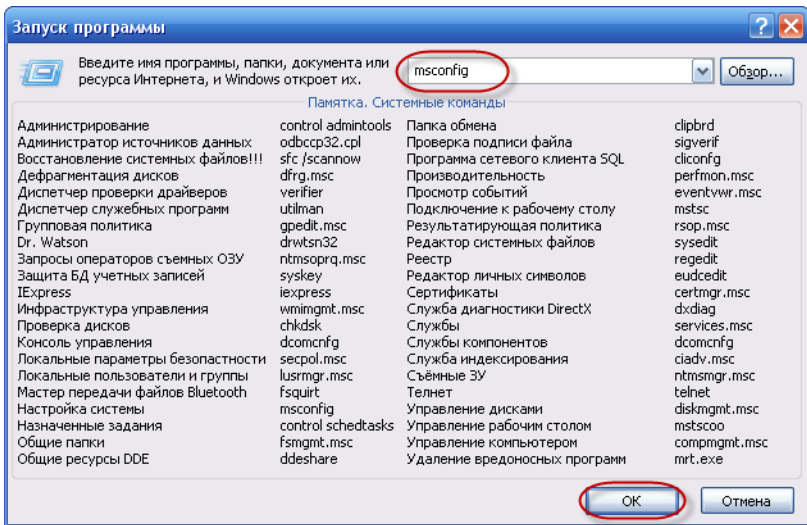 Запуск программы
Введите имя программы, папки, документа или
ресурса Интернета, и Windows откроет их.
msconfig
Обзор...
Памятка. Системные команды
Администрирование control admintools Папка обмена clipbrd
Администратор источников данных odbccp32.cpl Проверка подписи файла sigverif
Восстановление системных файлов!!! sfc /scannow Программа сетевого клиента SQL cliconfg
Дефрагментация дисков dfrg.msc Производительность perfmon.msc
Диспетчер проверки драйверов verifier Просмотр событий eventvwr.msc
Диспетчер служебных программ utilman Подключение к рабочему столу mstsc
Групповая политика gpedit.msc Результатирующая политика rsop.msc
Dr. Watson drwtsn32 Редактор системных файлов sysedit
Запросы операторов съемных ОЗУ ntmsoprq.msc Реестр regedit
Защита БД учетных записей syskey Редактор личных символов eudcedit
IExpress iexpress Сертификаты certmgr.msc
Инфраструктура управления wmimgmt.msc Служба диагностики DirectX dxdiag
Проверка дисков chkdsk Службы services.msc
Консоль управления dcomcnfg Службы компонентов dcomcnfg
Локальные параметры безопастности secpol.msc Служба индексирования ciadv.msc
Локальные пользователи и группы lusrmgr.msc Съёмные ЗУ ntmsmgr.msc
Мастер передачи файлов Bluetooth fsquirt Телнет telnet
Настройка системы msconfig Управление дисками diskmgmt.msc
Назначенные задания control schedtasks Управление рабочим столом mstscoo
Общие папки fsmgmt.msc Управление компьютером compmgmt.msc
Общие ресурсы DDE ddeshare Удаление вредоносных программ mrt.exe
ОК Отмена